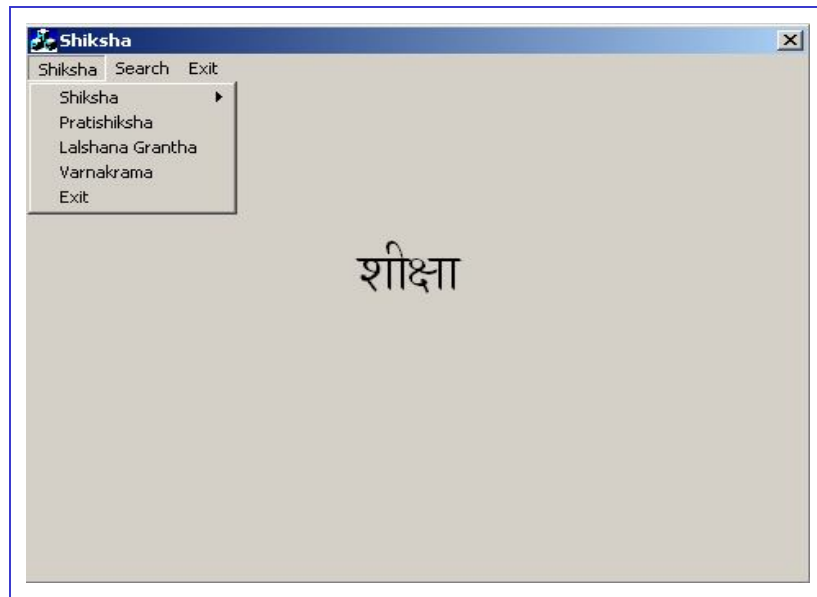 Shiksha
Shiksha Search Exit
Shiksha
Pratishiksha
Lalshana Grantha
Varnakrama
Exit
शीक्षा